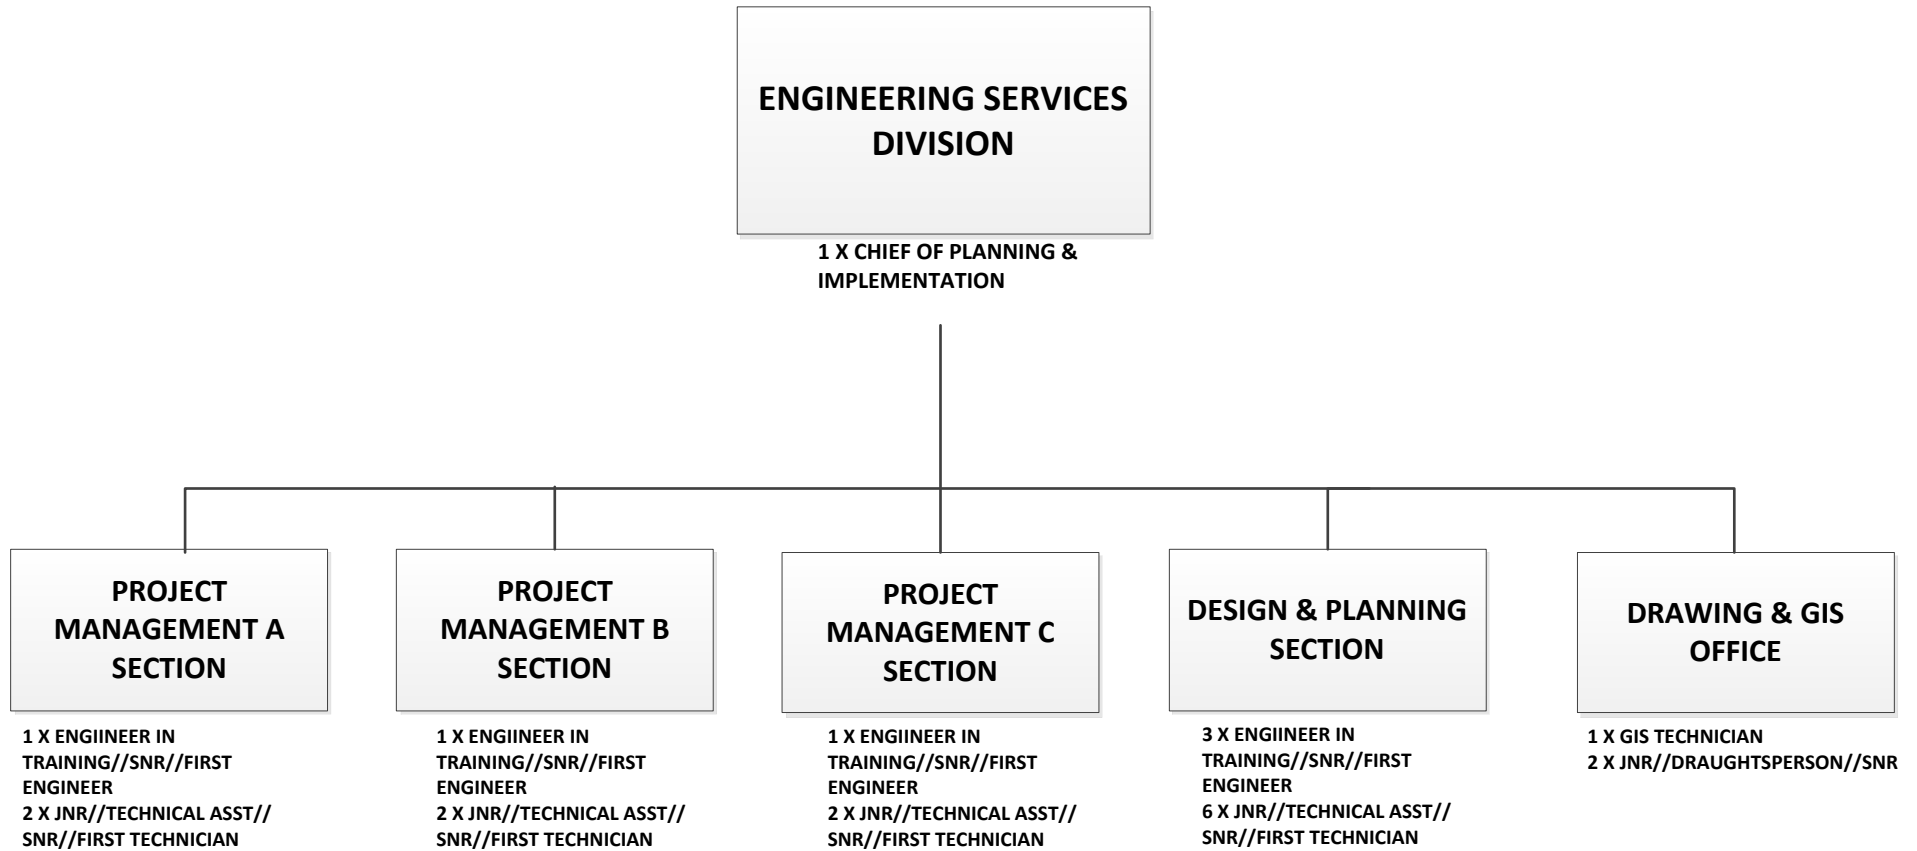 ENGINEERING SERVICES
DIVISION
1 X CHIEF OF PLANNING &
IMPLEMENTATION
PROJECT
MANAGEMENT A
SECTION
1 X ENGIINEER IN
TRAINING//SNR//FIRST
ENGINEER
2 X JNR//TECHNICAL ASST//
SNR//FIRST TECHNICIAN
PROJECT
MANAGEMENT B
SECTION
1 X ENGIINEER IN
TRAINING//SNR//FIRST
ENGINEER
2 X JNR//TECHNICAL ASST//
SNR//FIRST TECHNICIAN
PROJECT
MANAGEMENT C
SECTION
1 X ENGIINEER IN
TRAINING//SNR//FIRST
ENGINEER
2 X JNR//TECHNICAL ASST//
SNR//FIRST TECHNICIAN
DESIGN & PLANNING
SECTION
3 X ENGIINEER IN
TRAINING//SNR//FIRST
ENGINEER
6 X JNR//TECHNICAL ASST//
SNR//FIRST TECHNICIAN
DRAWING & GIS
OFFICE
1 X GIS TECHNICIAN
2 X JNR//DRAUGHTSPERSON//SNR